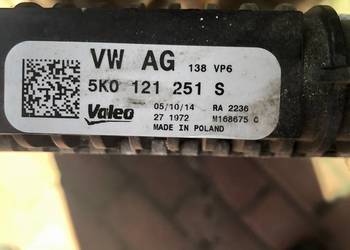 VW AG 138 VP6
5K0 121 251 S
Valeo 05/10/14 RA 2236
27 1972 M168675 C
MADE IN POLAND